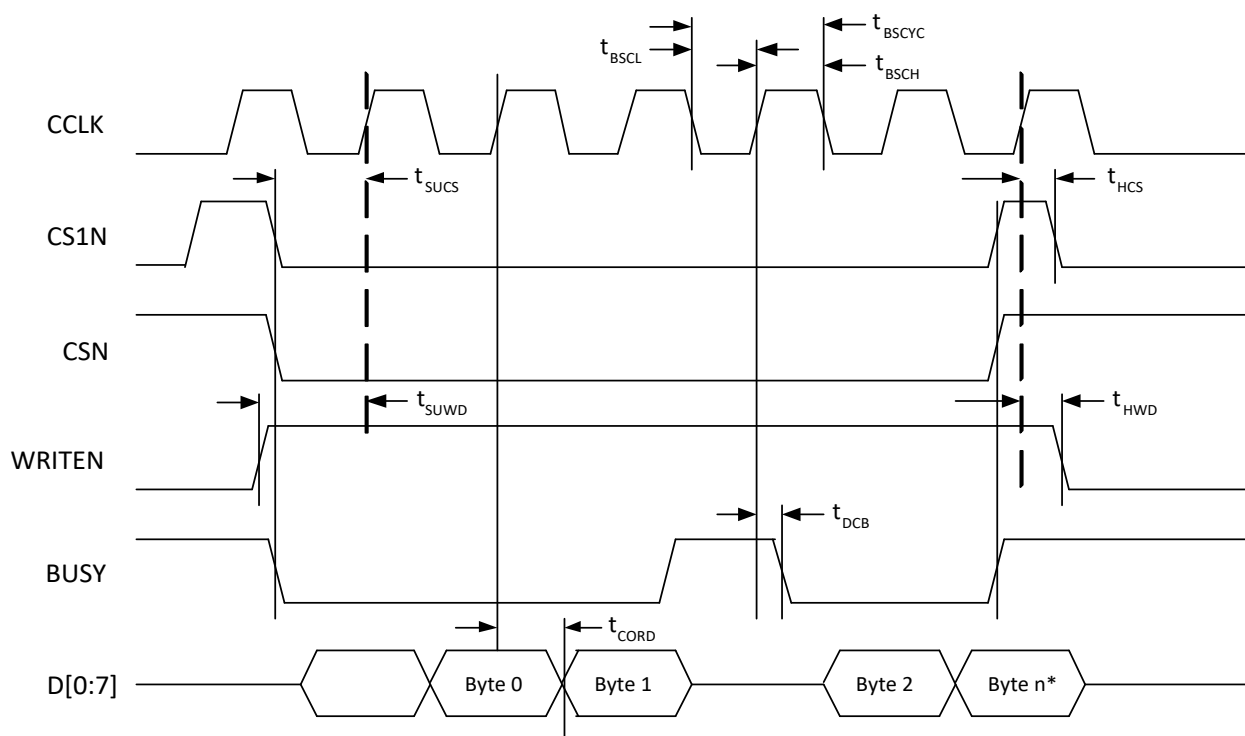 tBSCYC
tBSCL
tBSCH
CCLK
tSUCS
tHCS
CS1N
CSN
tSUWD
tHWD
WRITEN
tDCB
BUSY
tCORD
D[0:7]
Byte 0
Byte 1
Byte 2
Byte n*